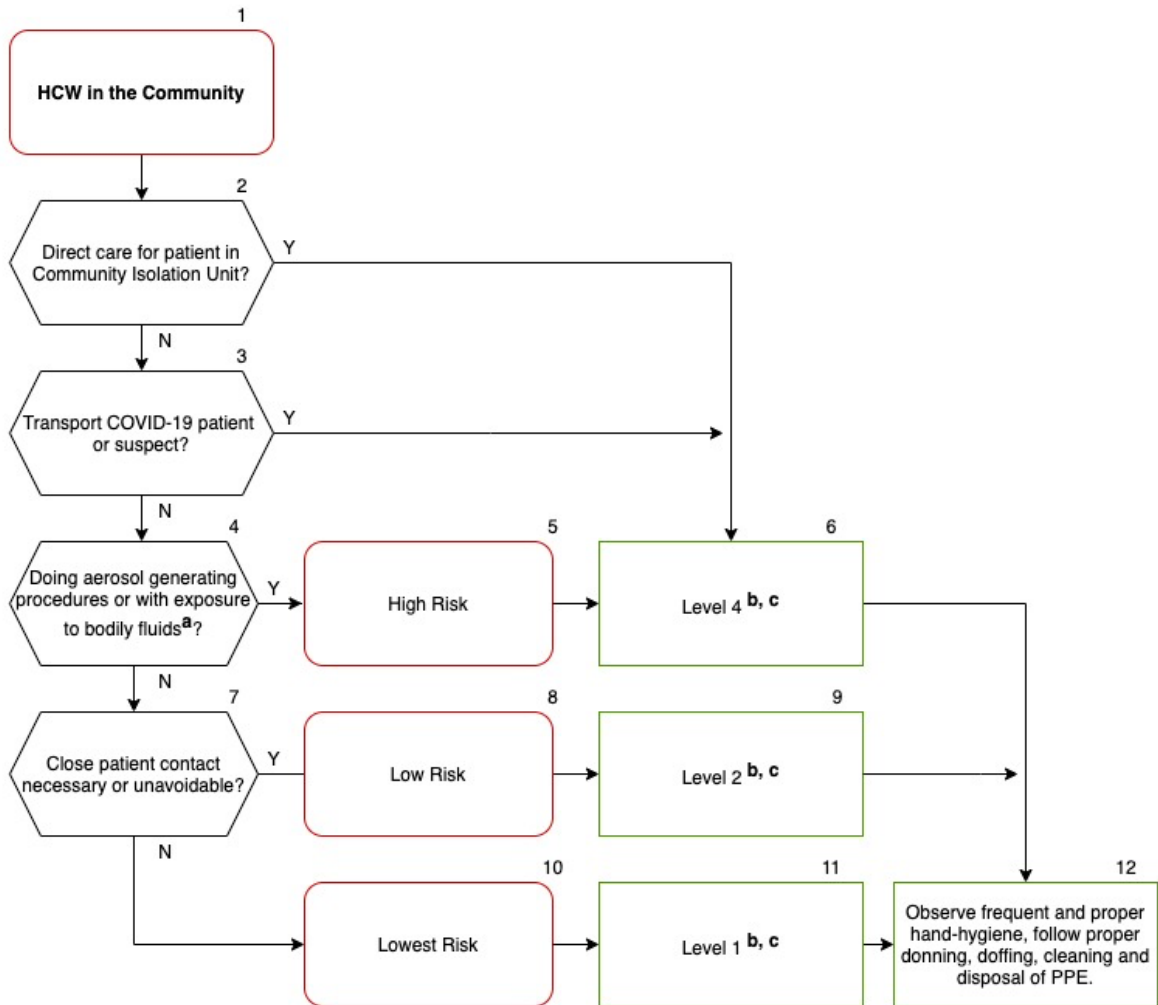 1
HCW in the Community
2
Direct care for patient in
Community Isolation Unit?
Y
N
3
Transport COVID-19 patient
or suspect?
Y
N
4
Doing aerosol generating
procedures or with exposure
to bodily fluidsa?
Y
5
High Risk
6
Level 4 b, c
N
7
Close patient contact
necessary or unavoidable?
Y
8
Low Risk
9
Level 2 b, c
N
10
Lowest Risk
11
Level 1 b, c
12
Observe frequent and proper
hand-hygiene, follow proper
donning, doffing, cleaning and
disposal of PPE.